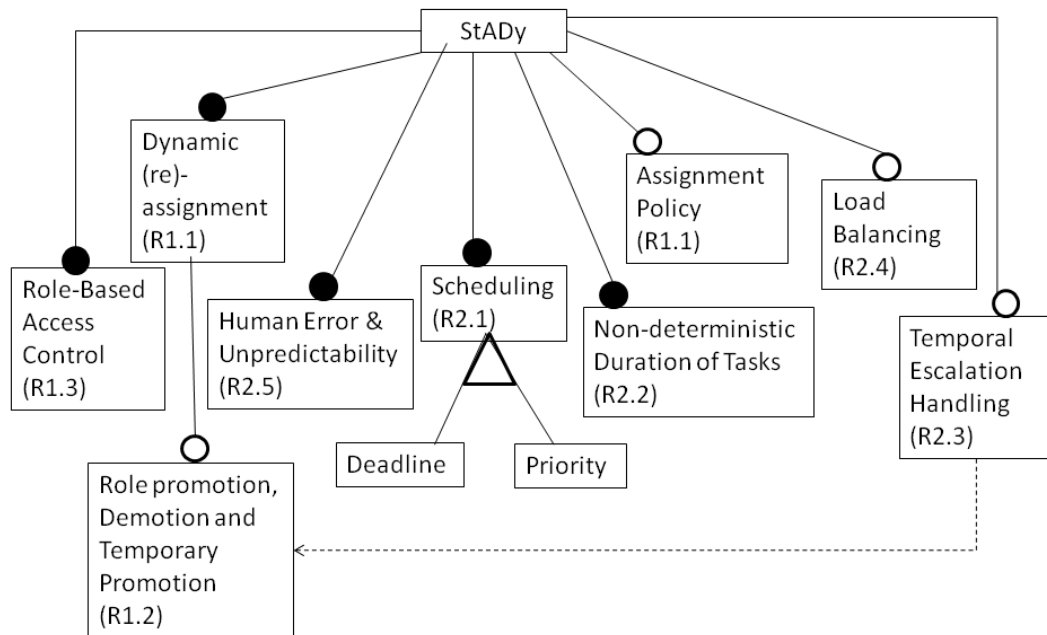 StADy
Dynamic
(re)-
assignment
(R1.1)
Assignment
Policy
(R1.1)
Load
Balancing
(R2.4)
Role-Based
Access
Control
(R1.3)
Human Error &
Unpredictability
(R2.5)
Scheduling
(R2.1)
Non-deterministic
Duration of Tasks
(R2.2)
Temporal
Escalation
Handling
(R2.3)
Deadline
Priority
Role promotion,
Demotion and
Temporary
Promotion
(R1.2)